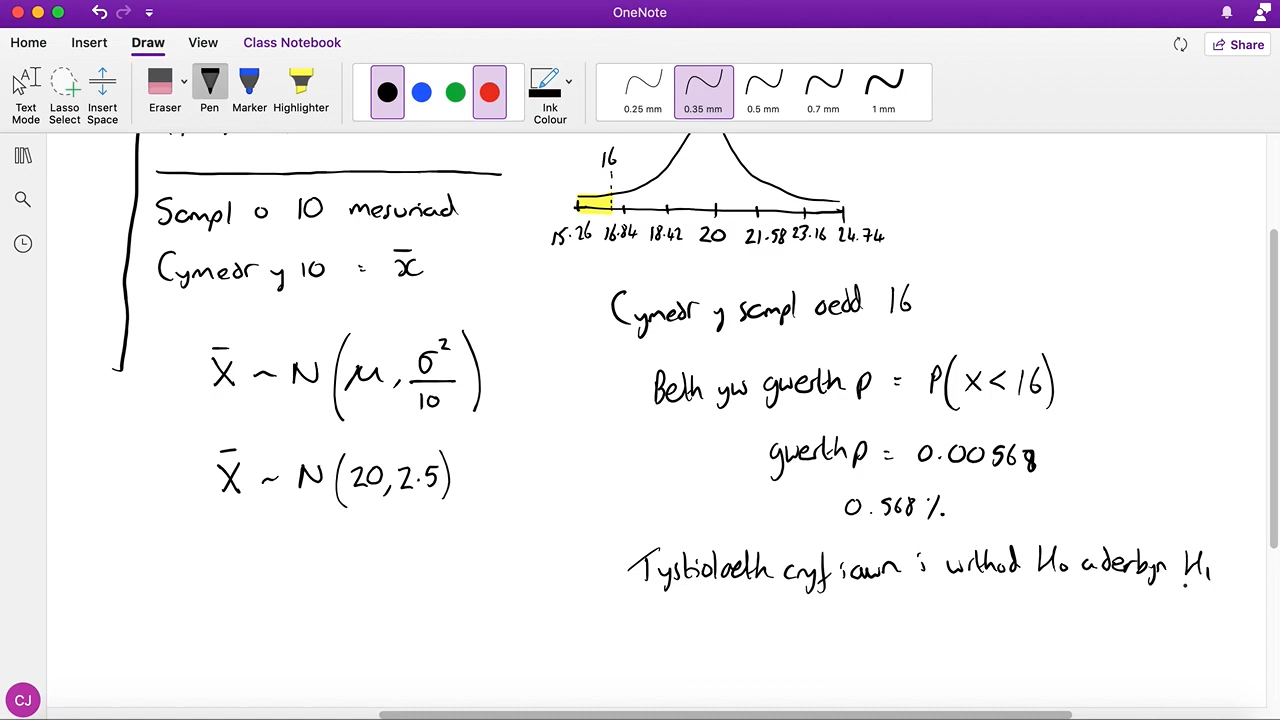 OneNote
Home Insert Draw View Class Notebook
Share
Text Mode
Lasso Select
Insert Space
Eraser
Pen
Marker
Highlighter
Ink Colour
0.25 mm
0.35 mm
0.5 mm
0.7 mm
1 mm
Sampl o 10 mesuriad
Cymedr y 10 = x̄
X̄ ~ N(μ, σ²/10)
X̄ ~ N(20, 2.5)
16
15.26 16.84 18.42 20 21.58 23.16 24.74
Cymedr y sampl oedd 16
Beth yw gwerth p = P(X < 16)
gwerth p = 0.00568
0.568%
Tystiolaeth cryf iawn i wrthod H₀ a derbyn H₁
CJ